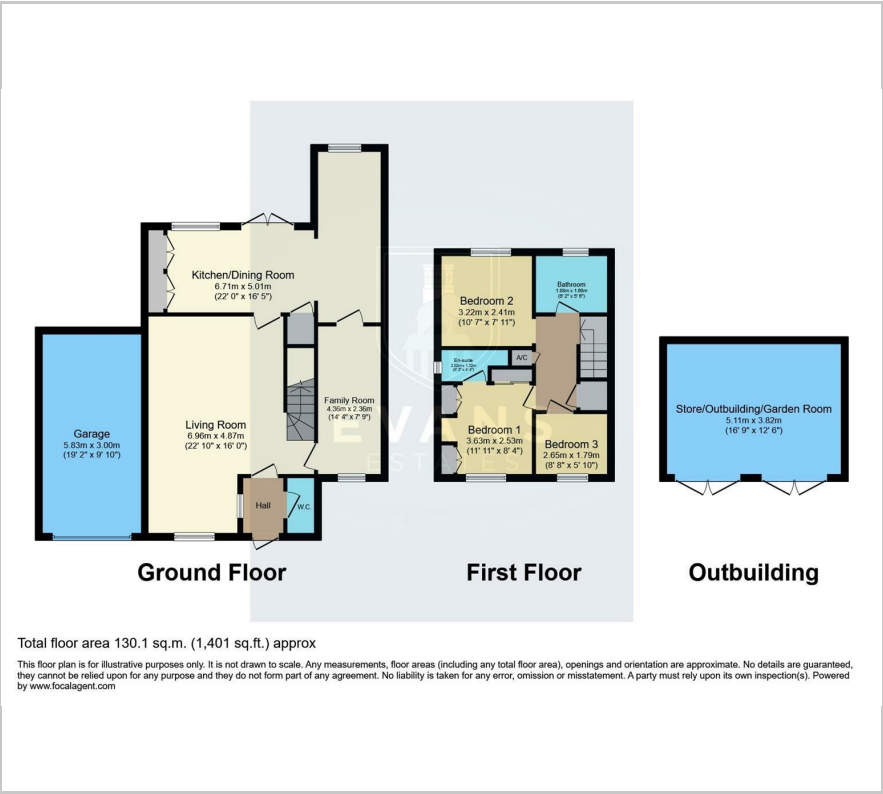 Kitchen/Dining Room
6.71m x 5.01m
(22' 0" x 16' 5")
Garage
5.83m x 3.00m
(19' 2" x 9' 10")
Living Room
6.96m x 4.87m
(22' 10" x 16' 0")
Family Room
4.36m x 2.36m
(14' 4" x 7' 9")
Hall
W.C.
Ground Floor
Bedroom 2
3.22m x 2.41m
(10' 7" x 7' 11")
Bathroom
(6' 2" x 5' 6")
En-suite
A/C
Bedroom 1
3.63m x 2.53m
(11' 11" x 8' 4")
Bedroom 3
2.65m x 1.79m
(8' 8" x 5' 10")
First Floor
EVANS
ESTATES
Store/Outbuilding/Garden Room
5.11m x 3.82m
(16' 9" x 12' 6")
Outbuilding
Total floor area 130.1 sq.m. (1,401 sq.ft.) approx
This floor plan is for illustrative purposes only. It is not drawn to scale. Any measurements, floor areas (including any total floor area), openings and orientation are approximate. No details are guaranteed,
they cannot be relied upon for any purpose and they do not form part of any agreement. No liability is taken for any error, omission or misstatement. A party must rely upon its own inspection(s). Powered
by www.focalagent.com